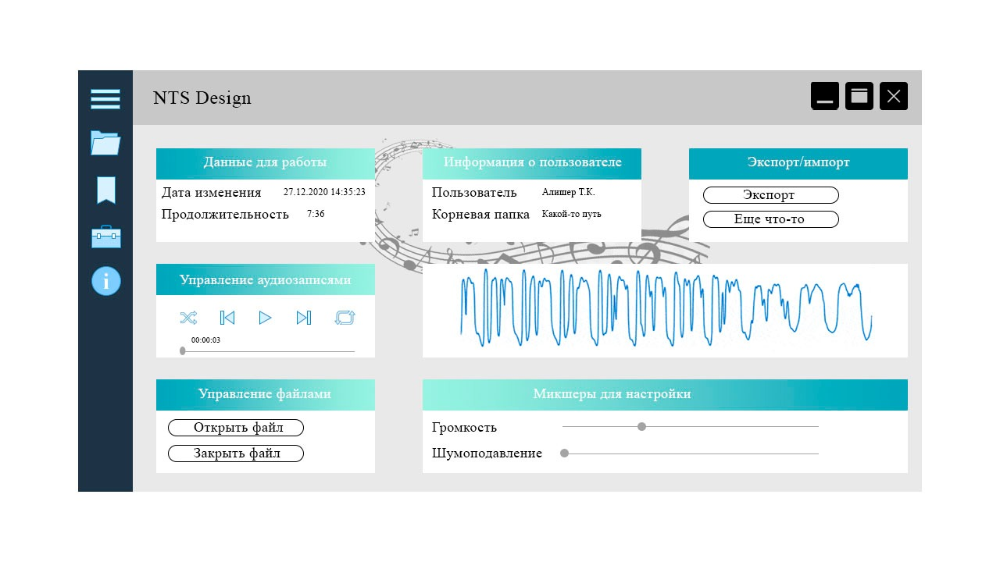 NTS Design
Данные для работы
Дата изменения 27.12.2020 14:35:23
Продолжительность 7:36
Информация о пользователе
Пользователь Алишер Т.К.
Корневая папка Какой-то путь
Экспорт/импорт
Экспорт
Еще что-то
Управление аудиозаписями
00:00:03
Управление файлами
Открыть файл
Закрыть файл
Микшеры для настройки
Громкость
Шумоподавление